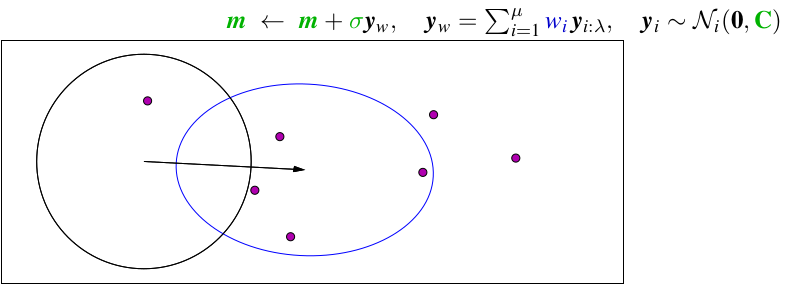 m ← m + σy_w, y_w = ∑_{i=1}^{μ} w_i y_{i:λ}, y_i ∼ 𝒩_i(0, C)